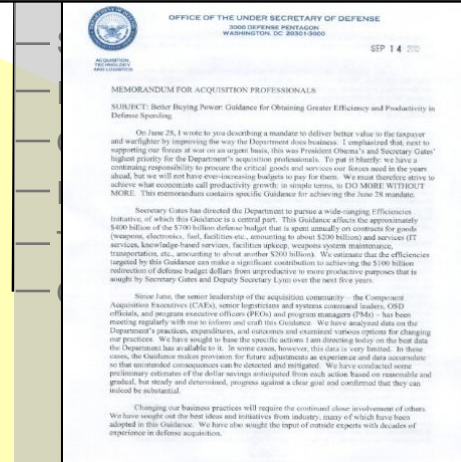 OFFICE OF THE UNDER SECRETARY OF DEFENSE
3000 DEFENSE PENTAGON
WASHINGTON, DC 20301-3000
ACQUISITION,
TECHNOLOGY
AND LOGISTICS
SEP 14
MEMORANDUM FOR ACQUISITION PROFESSIONALS
SUBJECT: Better Buying Power: Guidance for Obtaining Greater Efficiency and Productivity in
Defense Spending
On June 28, I wrote to you describing a mandate to deliver better value to the taxpayer
and warfighter by improving the way the Department does business. I emphasized that, next to
supporting our forces at war on an urgent basis, this was President Obama's and Secretary Gates'
highest priority for the Department's acquisition professionals. To put it bluntly: we have a
continuing responsibility to procure the critical goods and services our forces need in the years
ahead, but we will not have ever-increasing budgets to pay for them. We must therefore strive to
achieve what economists call productivity growth: in simple terms, to DO MORE WITHOUT
MORE. This memorandum contains specific Guidance for achieving the June 28 mandate.
Secretary Gates has directed the Department to pursue a wide-ranging Efficiencies
Initiative, of which this Guidance is a central part. This Guidance affects the approximately
$400 billion of the $700 billion defense budget that is spent annually on contracts for goods
(weapons, electronics, fuel, facilities etc., amounting to about $200 billion) and services (IT
services, knowledge-based services, facilities upkeep, weapons system maintenance,
transportation, etc., amounting to about another $200 billion). We estimate that the efficiencies
targeted by this Guidance can make a significant contribution to achieving the $100 billion
redirection of defense budget dollars from unproductive to more productive purposes that is
sought by Secretary Gates and Deputy Secretary Lynn over the next five years.
Since June, the senior leadership of the acquisition community – the Component
Acquisition Executives (CAEs), senior logisticians and systems command leaders, OSD
officials, and program executive officers (PEOs) and program managers (PMs) – has been
meeting regularly with me to inform and craft this Guidance. We have analyzed data on the
Department's practices, expenditures, and outcomes and examined various options for changing
our practices. We have sought to base the specific actions I am directing today on the best data
the Department has available to it. In some cases, however, this data is very limited. In these
cases, the Guidance makes provision for future adjustments as experience and data accumulate
so that unintended consequences can be detected and mitigated. We have conducted some
preliminary estimates of the dollar savings anticipated from each action based on reasonable and
gradual, but steady and determined, progress against a clear goal and confirmed that they can
indeed be substantial.
Changing our business practices will require the continued close involvement of others.
We have sought out the best ideas and initiatives from industry, many of which have been
adopted in this Guidance. We have also sought the input of outside experts with decades of
experience in defense acquisition.